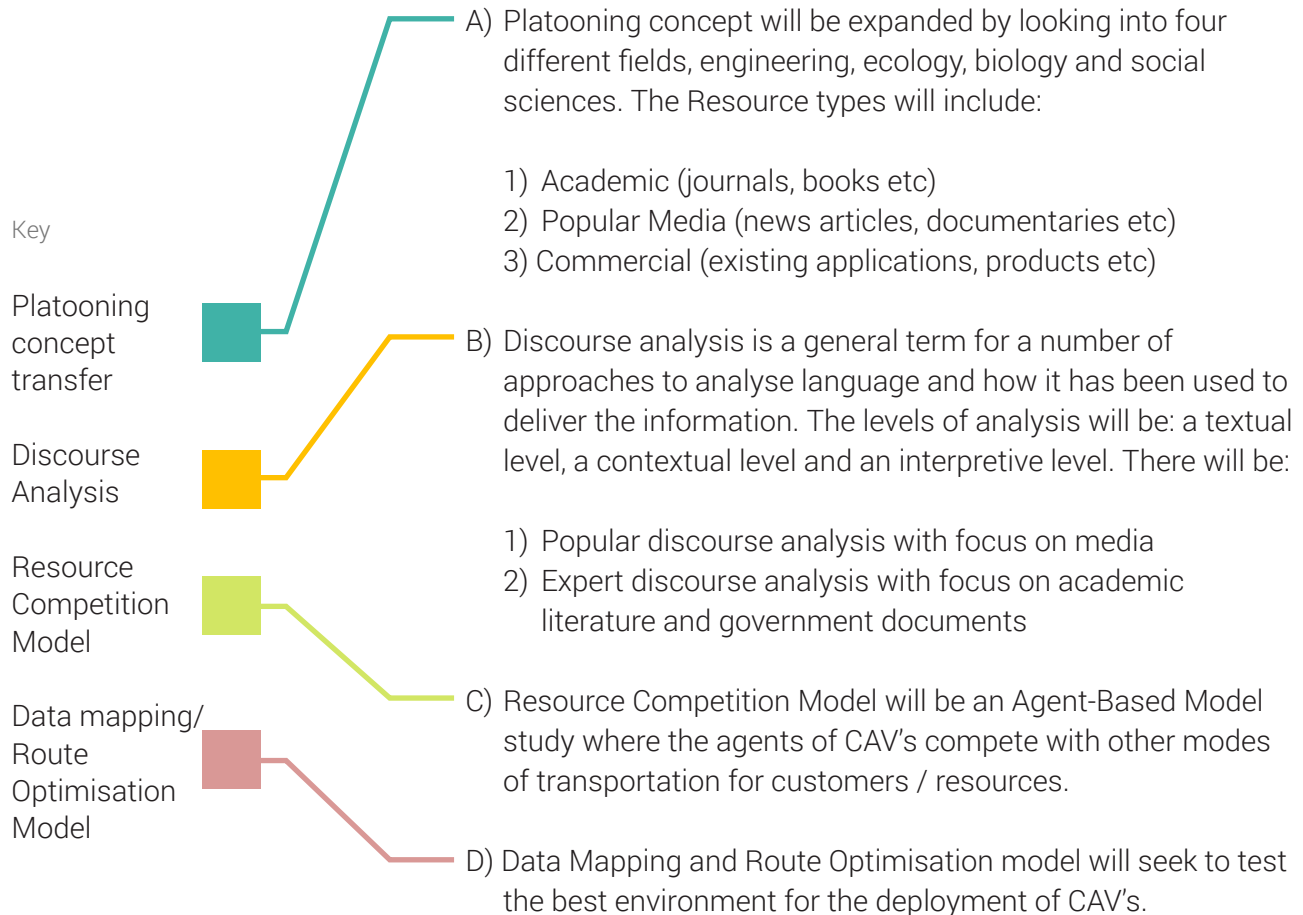 Key
Platooning
concept
transfer
Discourse
Analysis
Resource
Competition
Model
Data mapping/
Route
Optimisation
Model
A) Platooning concept will be expanded by looking into four
different fields, engineering, ecology, biology and social
sciences. The Resource types will include:
1) Academic (journals, books etc)
2) Popular Media (news articles, documentaries etc)
3) Commercial (existing applications, products etc)
B) Discourse analysis is a general term for a number of
approaches to analyse language and how it has been used to
deliver the information. The levels of analysis will be: a textual
level, a contextual level and an interpretive level. There will be:
1) Popular discourse analysis with focus on media
2) Expert discourse analysis with focus on academic
literature and government documents
C) Resource Competition Model will be an Agent-Based Model
study where the agents of CAV's compete with other modes
of transportation for customers / resources.
D) Data Mapping and Route Optimisation model will seek to test
the best environment for the deployment of CAV's.